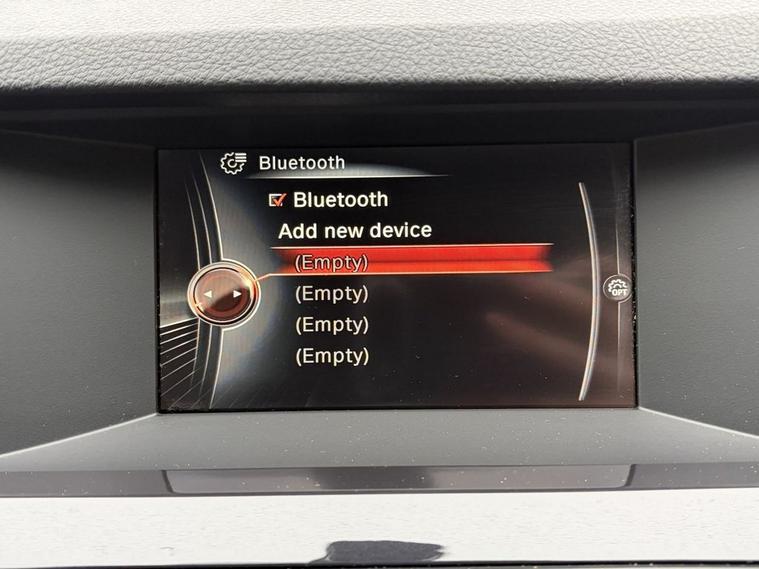 Bluetooth
Bluetooth
Add new device
(Empty)
(Empty)
(Empty)
(Empty)
OPT